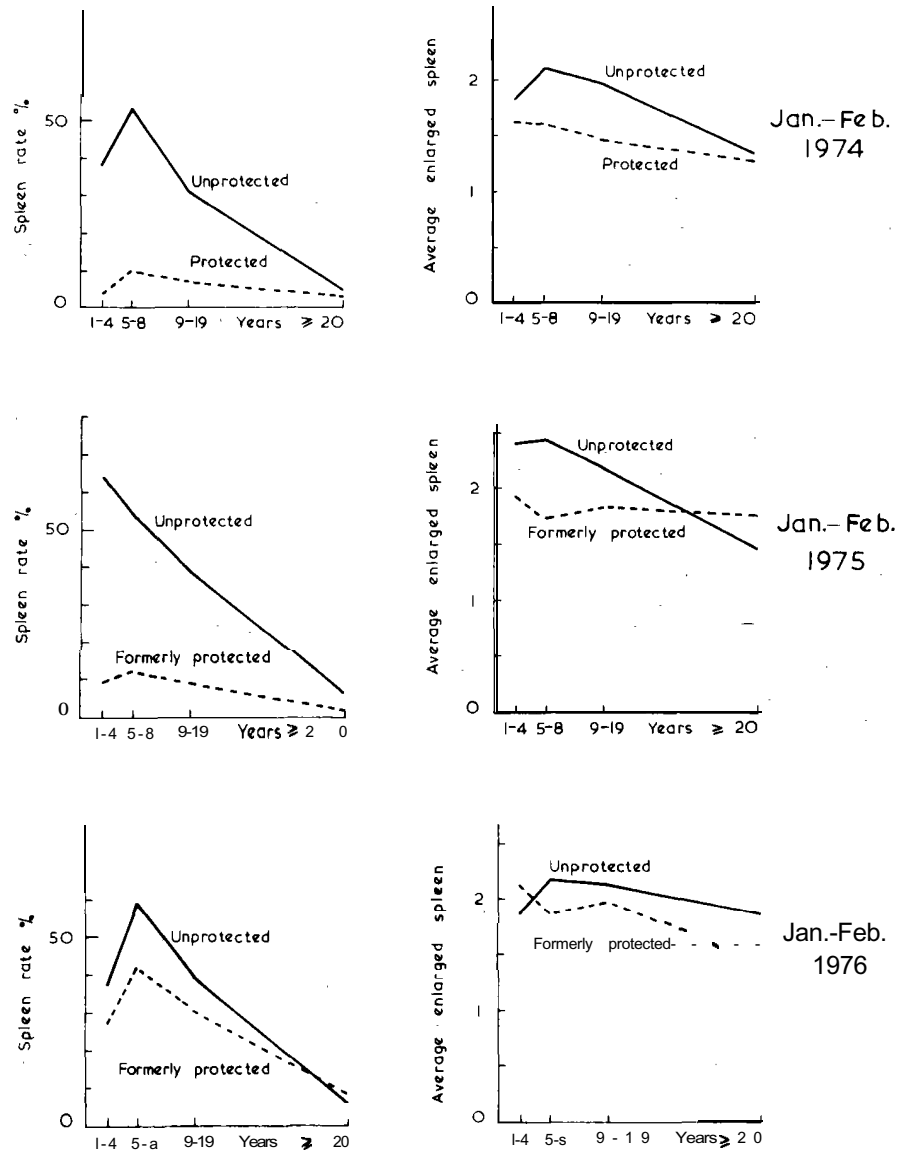 Spleen rate %
50
0
Unprotected
Protected
1-4 5-8 9-19 Years ⩾ 20
Average enlarged spleen
2
1
0
Unprotected
Protected
1-4 5-8 9-19 Years ⩾ 20
Jan.-Feb.
1974
Spleen rate %
50
0
Unprotected
Formerly protected
1-4 5-8 9-19 Years ⩾ 2 0
Average enlarged spleen
2
1
0
Unprotected
Formerly protected
1-4 5-8 9-19 Years ⩾ 20
Jan.-Feb.
1975
Spleen rate %
50
0
Unprotected
Formerly protected
1-4 5-a 9-19 Years ⩾ 20
Average enlarged spleen
2
1
0
Unprotected
Formerly protected
1-4 5-s 9-19 Years ⩾ 2 0
Jan.-Feb.
1976